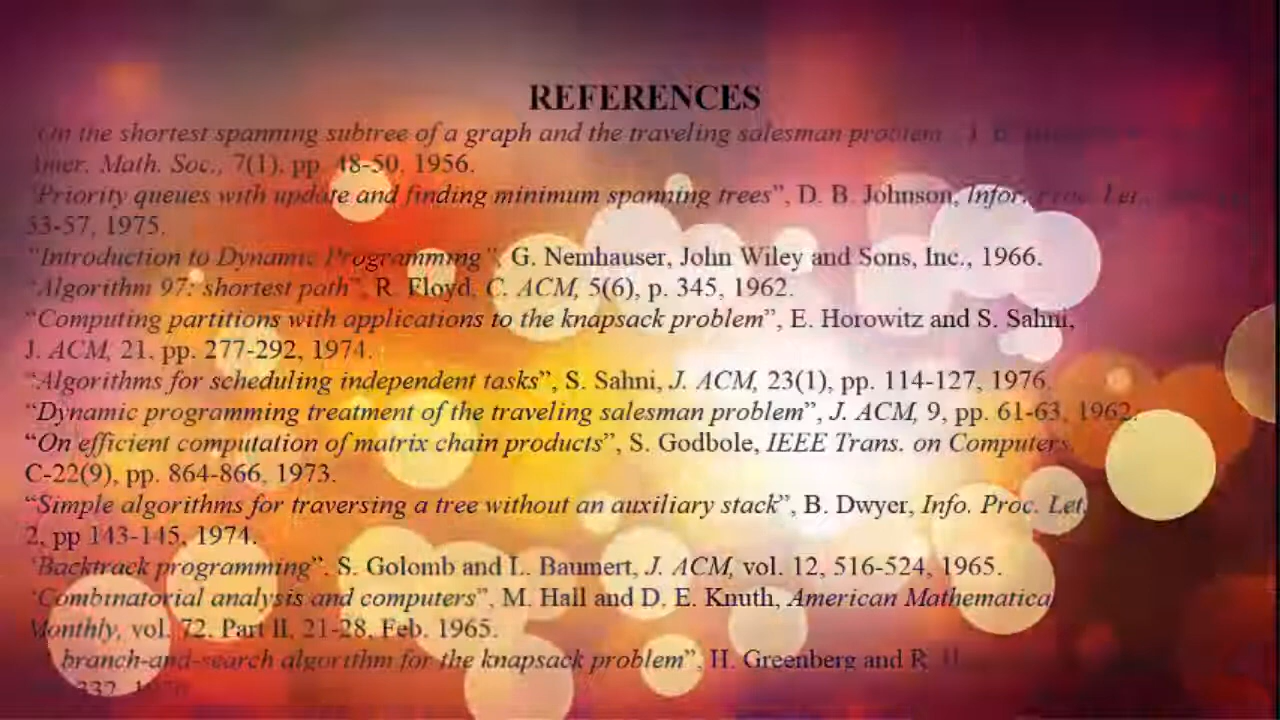 REFERENCES
On the shortest spanning subtree of a graph and the traveling salesman problem
Amer. Math. Soc., 7(1), pp. 48-50, 1956.
"Priority queues with update and finding minimum spanning trees", D. B. Johnson, Infor. Proc. Let.,
53-57, 1975.
"Introduction to Dynamic Programming", G. Nemhauser, John Wiley and Sons, Inc., 1966.
"Algorithm 97: shortest path", R. Floyd, C. ACM, 5(6), p. 345, 1962.
“Computing partitions with applications to the knapsack problem”, E. Horowitz and S. Sahni,
J. ACM, 21, pp. 277-292, 1974.
“Algorithms for scheduling independent tasks”, S. Sahni, J. ACM, 23(1), pp. 114-127, 1976.
“Dynamic programming treatment of the traveling salesman problem”, J. ACM, 9, pp. 61-63, 1962.
“On efficient computation of matrix chain products”, S. Godbole, IEEE Trans. on Computers,
C-22(9), pp. 864-866, 1973.
“Simple algorithms for traversing a tree without an auxiliary stack”, B. Dwyer, Info. Proc. Let.
2, pp 143-145, 1974.
“Backtrack programming”. S. Golomb and L. Baumert, J. ACM, vol. 12, 516-524, 1965.
“Combinatorial analysis and computers”, M. Hall and D. E. Knuth, American Mathematica
Monthly, vol. 72. Part II, 21-28, Feb. 1965.
branch-and-search algorithm for the knapsack problem”, H. Greenberg and R.
332, 1970